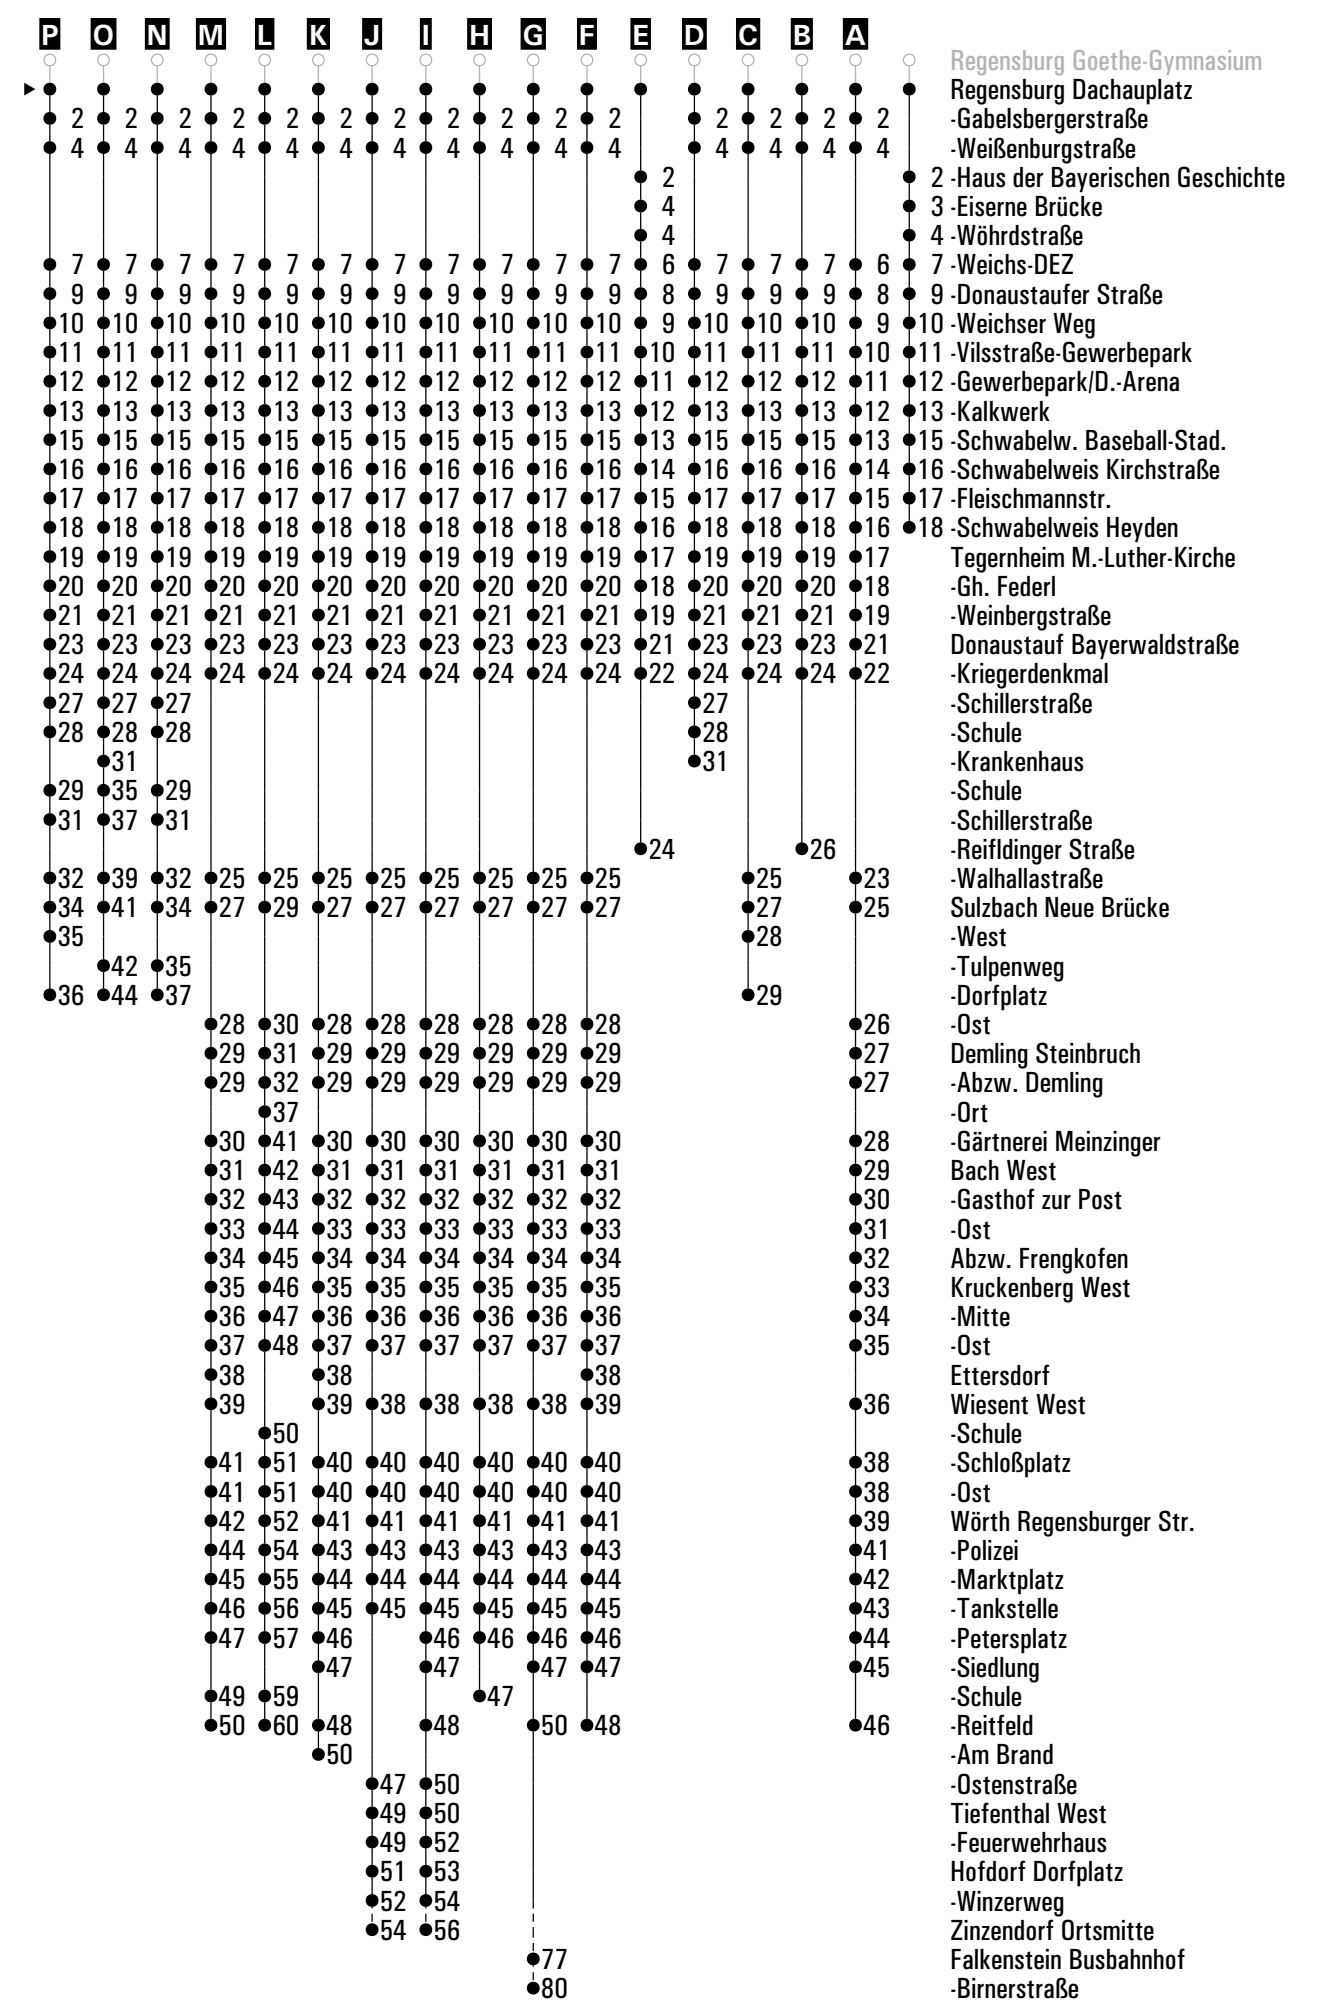 P O N M L K J I H G F E D C B A
Regensburg Goethe-Gymnasium
Regensburg Dachauplatz
2 2 2 2 2 2 2 2 2 2 2 2 2 2 2 -Gabelsbergerstraße
4 4 4 4 4 4 4 4 4 4 4 4 4 4 4 -Weißenburgstraße
2 2 -Haus der Bayerischen Geschichte
4 3 -Eiserne Brücke
4 4 -Wöhrdstraße
7 7 7 7 7 7 7 7 7 7 7 6 7 7 7 6 7 -Weichs-DEZ
9 9 9 9 9 9 9 9 9 9 9 8 9 9 9 8 9 -Donaustaufer Straße
10 10 10 10 10 10 10 10 10 10 10 9 10 10 10 9 10 -Weichser Weg
11 11 11 11 11 11 11 11 11 11 11 10 11 11 11 10 11 -Vilsstraße-Gewerbepark
12 12 12 12 12 12 12 12 12 12 12 11 12 12 12 11 12 -Gewerbepark/D.-Arena
13 13 13 13 13 13 13 13 13 13 13 12 13 13 13 12 13 -Kalkwerk
15 15 15 15 15 15 15 15 15 15 15 13 15 15 15 13 15 -Schwabelw. Baseball-Stad.
16 16 16 16 16 16 16 16 16 16 16 14 16 16 16 14 16 -Schwabelweis Kirchstraße
17 17 17 17 17 17 17 17 17 17 17 15 17 17 17 15 17 -Fleischmannstr.
18 18 18 18 18 18 18 18 18 18 18 16 18 18 18 16 18 -Schwabelweis Heyden
19 19 19 19 19 19 19 19 19 19 19 17 19 19 19 17 Tegernheim M.-Luther-Kirche
20 20 20 20 20 20 20 20 20 20 20 18 20 20 20 18 -Gh. Federl
21 21 21 21 21 21 21 21 21 21 21 19 21 21 21 19 -Weinbergstraße
23 23 23 23 23 23 23 23 23 23 23 21 23 23 23 21 Donaustauf Bayerwaldstraße
24 24 24 24 24 24 24 24 24 24 24 22 24 24 24 22 -Kriegerdenkmal
27 27 27 27 -Schillerstraße
28 28 28 28 -Schule
31 31 -Krankenhaus
29 35 29 -Schule
31 37 31 -Schillerstraße
24 26 -Reifldinger Straße
32 39 32 25 25 25 25 25 25 25 25 25 23 -Walhallastraße
34 41 34 27 29 27 27 27 27 27 27 27 25 Sulzbach Neue Brücke
35 28 -West
42 35 -Tulpenweg
36 44 37 29 -Dorfplatz
28 30 28 28 28 28 28 28 26 -Ost
29 31 29 29 29 29 29 29 27 Demling Steinbruch
29 32 29 29 29 29 29 29 27 -Abzw. Demling
37 -Ort
30 41 30 30 30 30 30 30 28 -Gärtnerei Meinzinger
31 42 31 31 31 31 31 31 29 Bach West
32 43 32 32 32 32 32 32 30 -Gasthof zur Post
33 44 33 33 33 33 33 33 31 -Ost
34 45 34 34 34 34 34 34 32 Abzw. Frengkofen
35 46 35 35 35 35 35 35 33 Kruckenberg West
36 47 36 36 36 36 36 36 34 -Mitte
37 48 37 37 37 37 37 37 35 -Ost
38 38 38 Ettersdorf
39 39 38 38 38 38 39 36 Wiesent West
50 -Schule
41 51 40 40 40 40 40 40 38 -Schloßplatz
41 51 40 40 40 40 40 40 38 -Ost
42 52 41 41 41 41 41 41 39 Wörth Regensburger Str.
44 54 43 43 43 43 43 43 41 -Polizei
45 55 44 44 44 44 44 44 42 -Marktplatz
46 56 45 45 45 45 45 45 43 -Tankstelle
47 57 46 46 46 46 46 44 -Petersplatz
47 47 47 47 45 -Siedlung
49 59 47 -Schule
50 60 48 48 50 48 46 -Reitfeld
50 -Am Brand
47 50 -Ostenstraße
49 50 Tiefenthal West
49 52 -Feuerwehrhaus
51 53 Hofdorf Dorfplatz
52 54 -Winzerweg
54 56 Zinzendorf Ortsmitte
77 Falkenstein Busbahnhof
80 -Birnerstraße